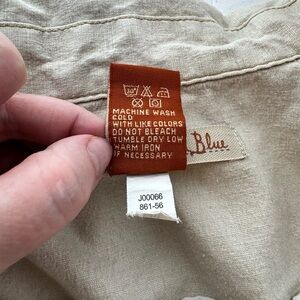 MACHINE WASH
COLD
WITH LIKE COLORS
DO NOT BLEACH
TUMBLE DRY LOW
WARM IRON
IF NECESSARY
Blue
J00066
861-56